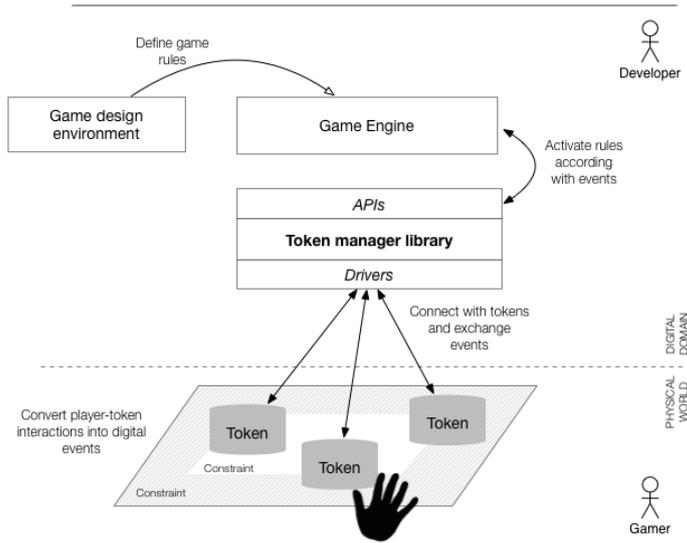 Define game
rules
Developer
Game design
environment
Game Engine
Activate rules
according
with events
APIs
Token manager library
Drivers
Connect with tokens
and exchange
events
DIGITAL
DOMAIN
PHYSICAL
WORLD
Convert player-token
interactions into digital
events
Token
Token
Token
Constraint
Constraint
Gamer